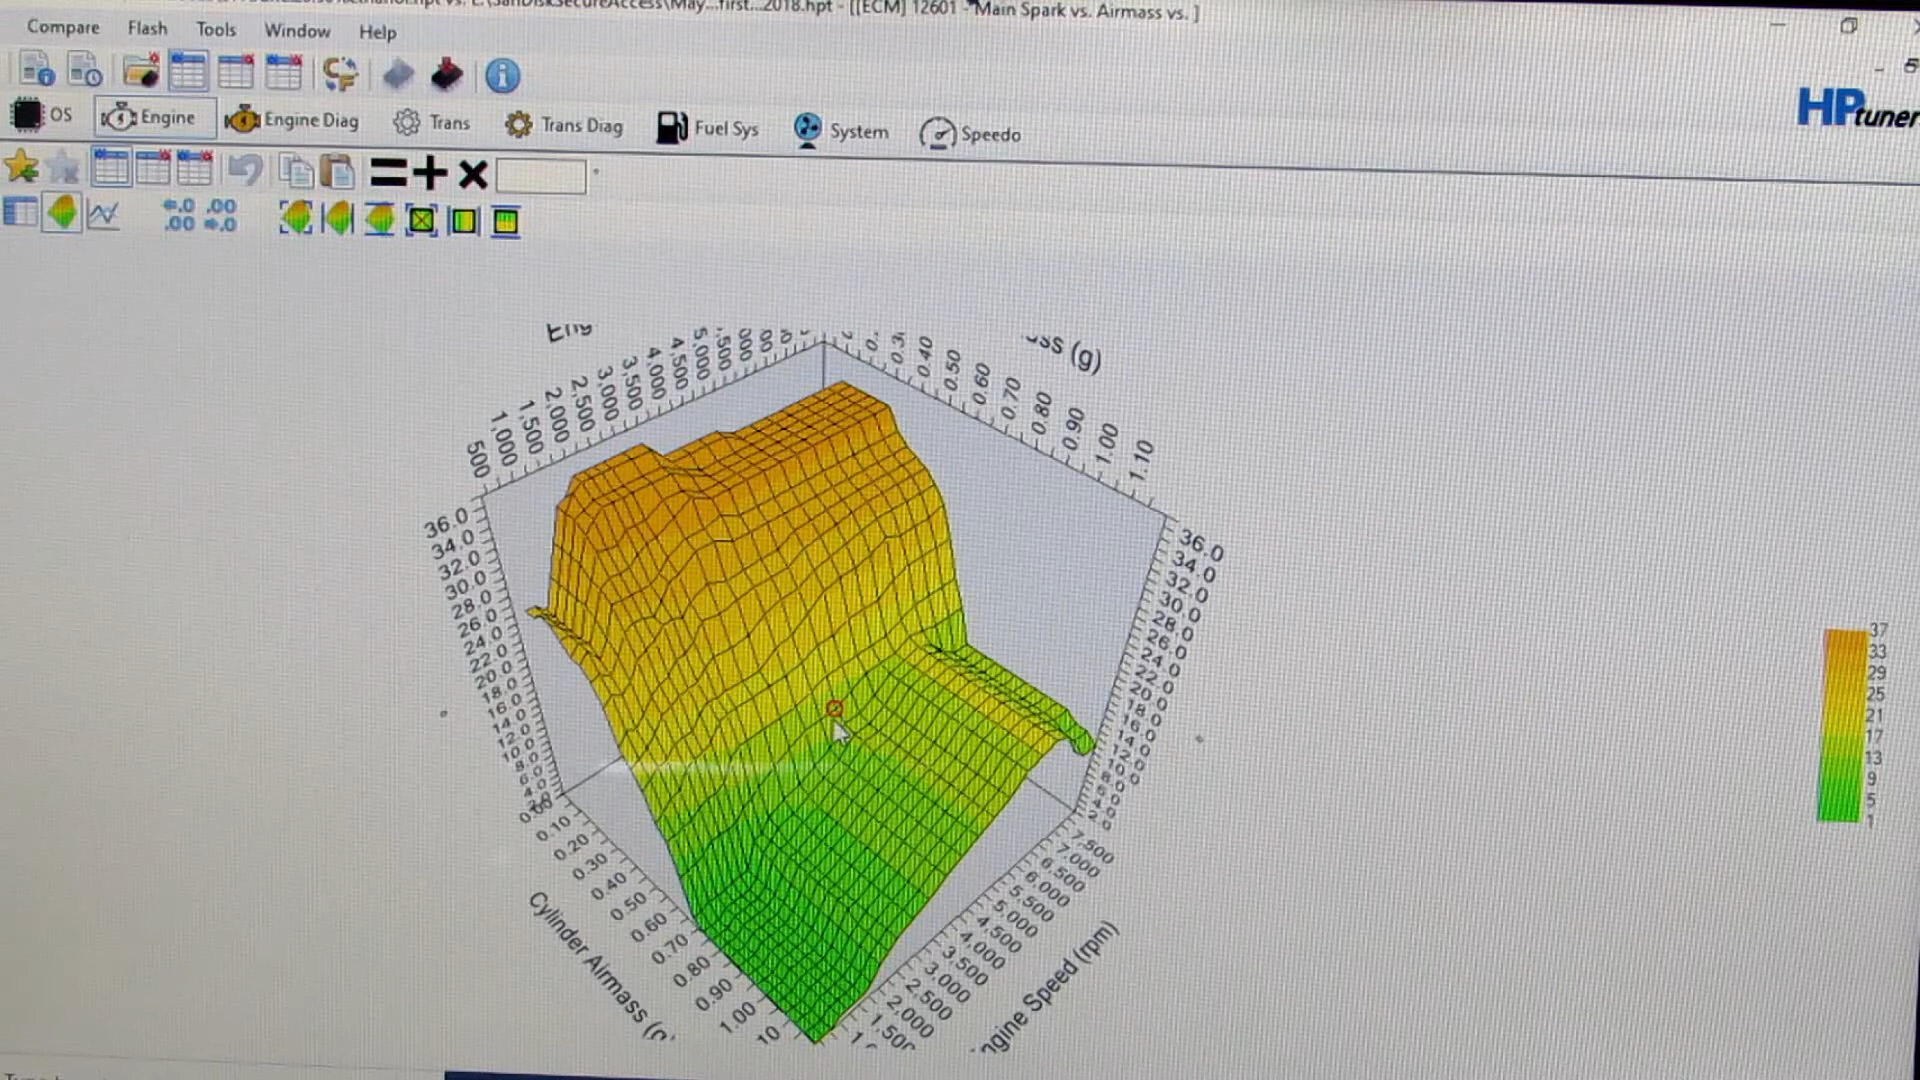 2018.hpt - [[ECM] 12601 - Main Spark vs. Airmass vs. ]
Compare Flash Tools Window Help
OS Engine Engine Diag Trans Trans Diag Fuel Sys System Speedo
HPtuner
500 1,000 1,500 2,000 2,500 3,000 3,500 4,000 4,500 5,000
0.40 0.50 0.60 0.70 0.80 0.90 1.00 1.10
(g)
36.0 34.0 32.0 30.0 28.0 26.0 24.0 22.0 20.0 18.0 16.0 14.0 12.0 10.0 8.0 6.0
36.0 34.0 32.0 30.0 28.0 26.0 24.0 22.0 20.0 18.0 16.0 14.0 12.0 10.0 8.0 6.0 4.0 2.0
37
33
29
25
21
17
13
9
5
1
0.10 0.20 0.30 0.40 0.50 0.60 0.70 0.80 0.90 1.00
Cylinder Airmass
7,500 7,000 6,500 6,000 5,500 5,000 4,500 4,000 3,500 3,000 2,500 2,000
Speed (rpm)